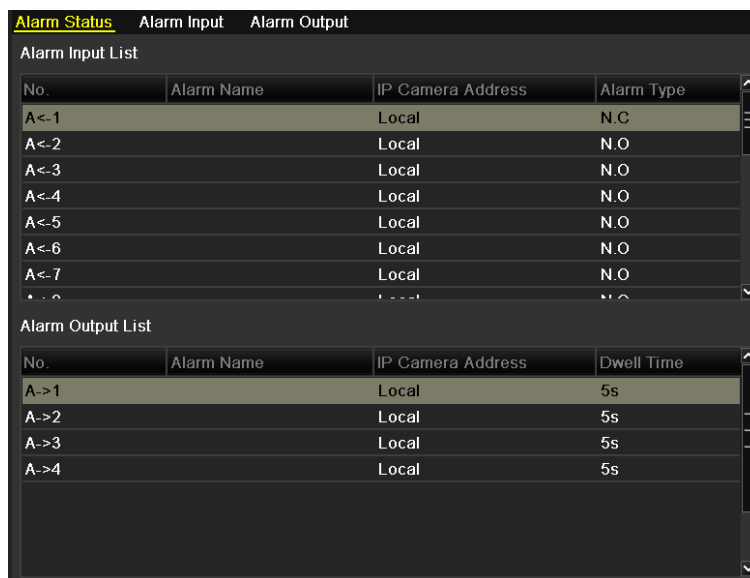 Alarm Status Alarm Input Alarm Output
Alarm Input List
No. Alarm Name IP Camera Address Alarm Type
A<-1 Local N.C
A<-2 Local N.O
A<-3 Local N.O
A<-4 Local N.O
A<-5 Local N.O
A<-6 Local N.O
A<-7 Local N.O
Alarm Output List
No. Alarm Name IP Camera Address Dwell Time
A->1 Local 5s
A->2 Local 5s
A->3 Local 5s
A->4 Local 5s